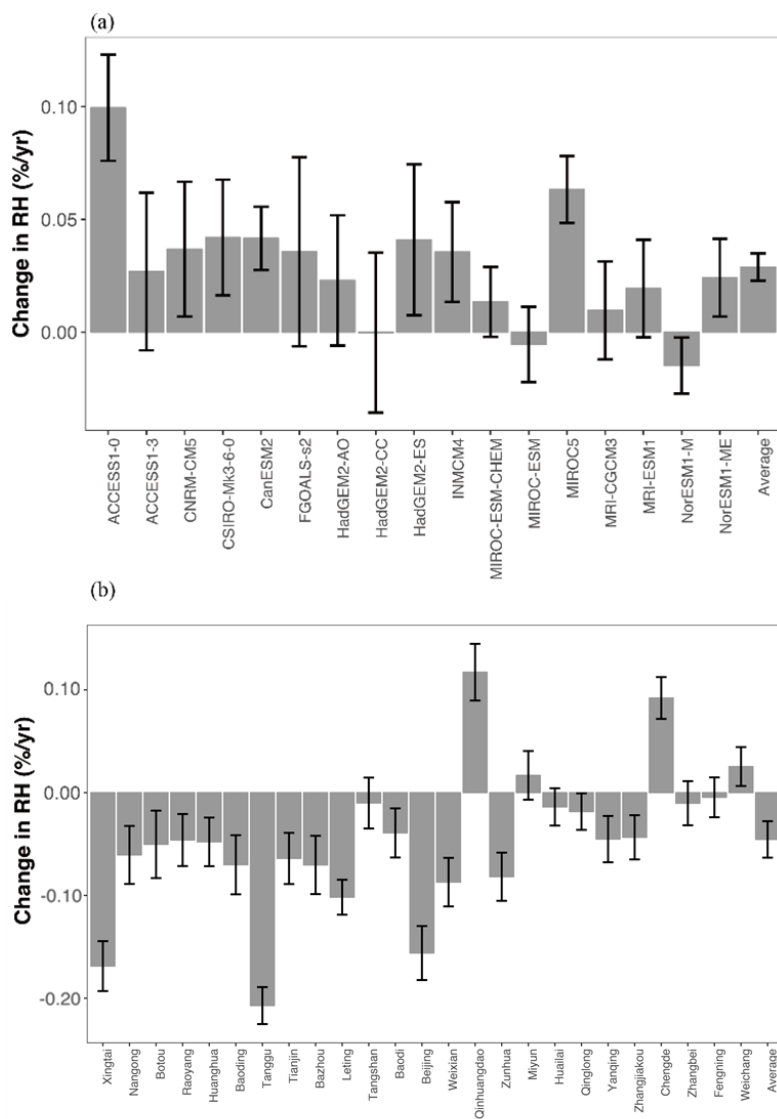 (a)
Change in RH (%/yr)
0.10
0.05
0.00
ACCESS1-0
ACCESS1-3
CNRM-CM5
CSIRO-Mk3-6-0
CanESM2
FGOALS-s2
HadGEM2-AO
HadGEM2-CC
HadGEM2-ES
INMCM4
MIROC-ESM-CHEM
MIROC-ESM
MIROC5
MRI-CGCM3
MRI-ESM1
NorESM1-M
NorESM1-ME
Average
(b)
Change in RH (%/yr)
0.10
0.00
-0.10
-0.20
Xingtai
Nangong
Botou
Raoyang
Huanghua
Baoding
Tanggu
Tianjin
Bazhou
Leting
Tangshan
Baodi
Beijing
Weixian
Qinhuangdao
Zunhua
Miyun
Huailai
Qinglong
Yanqing
Zhangjiakou
Chengde
Zhangbei
Fengning
Weichang
Average